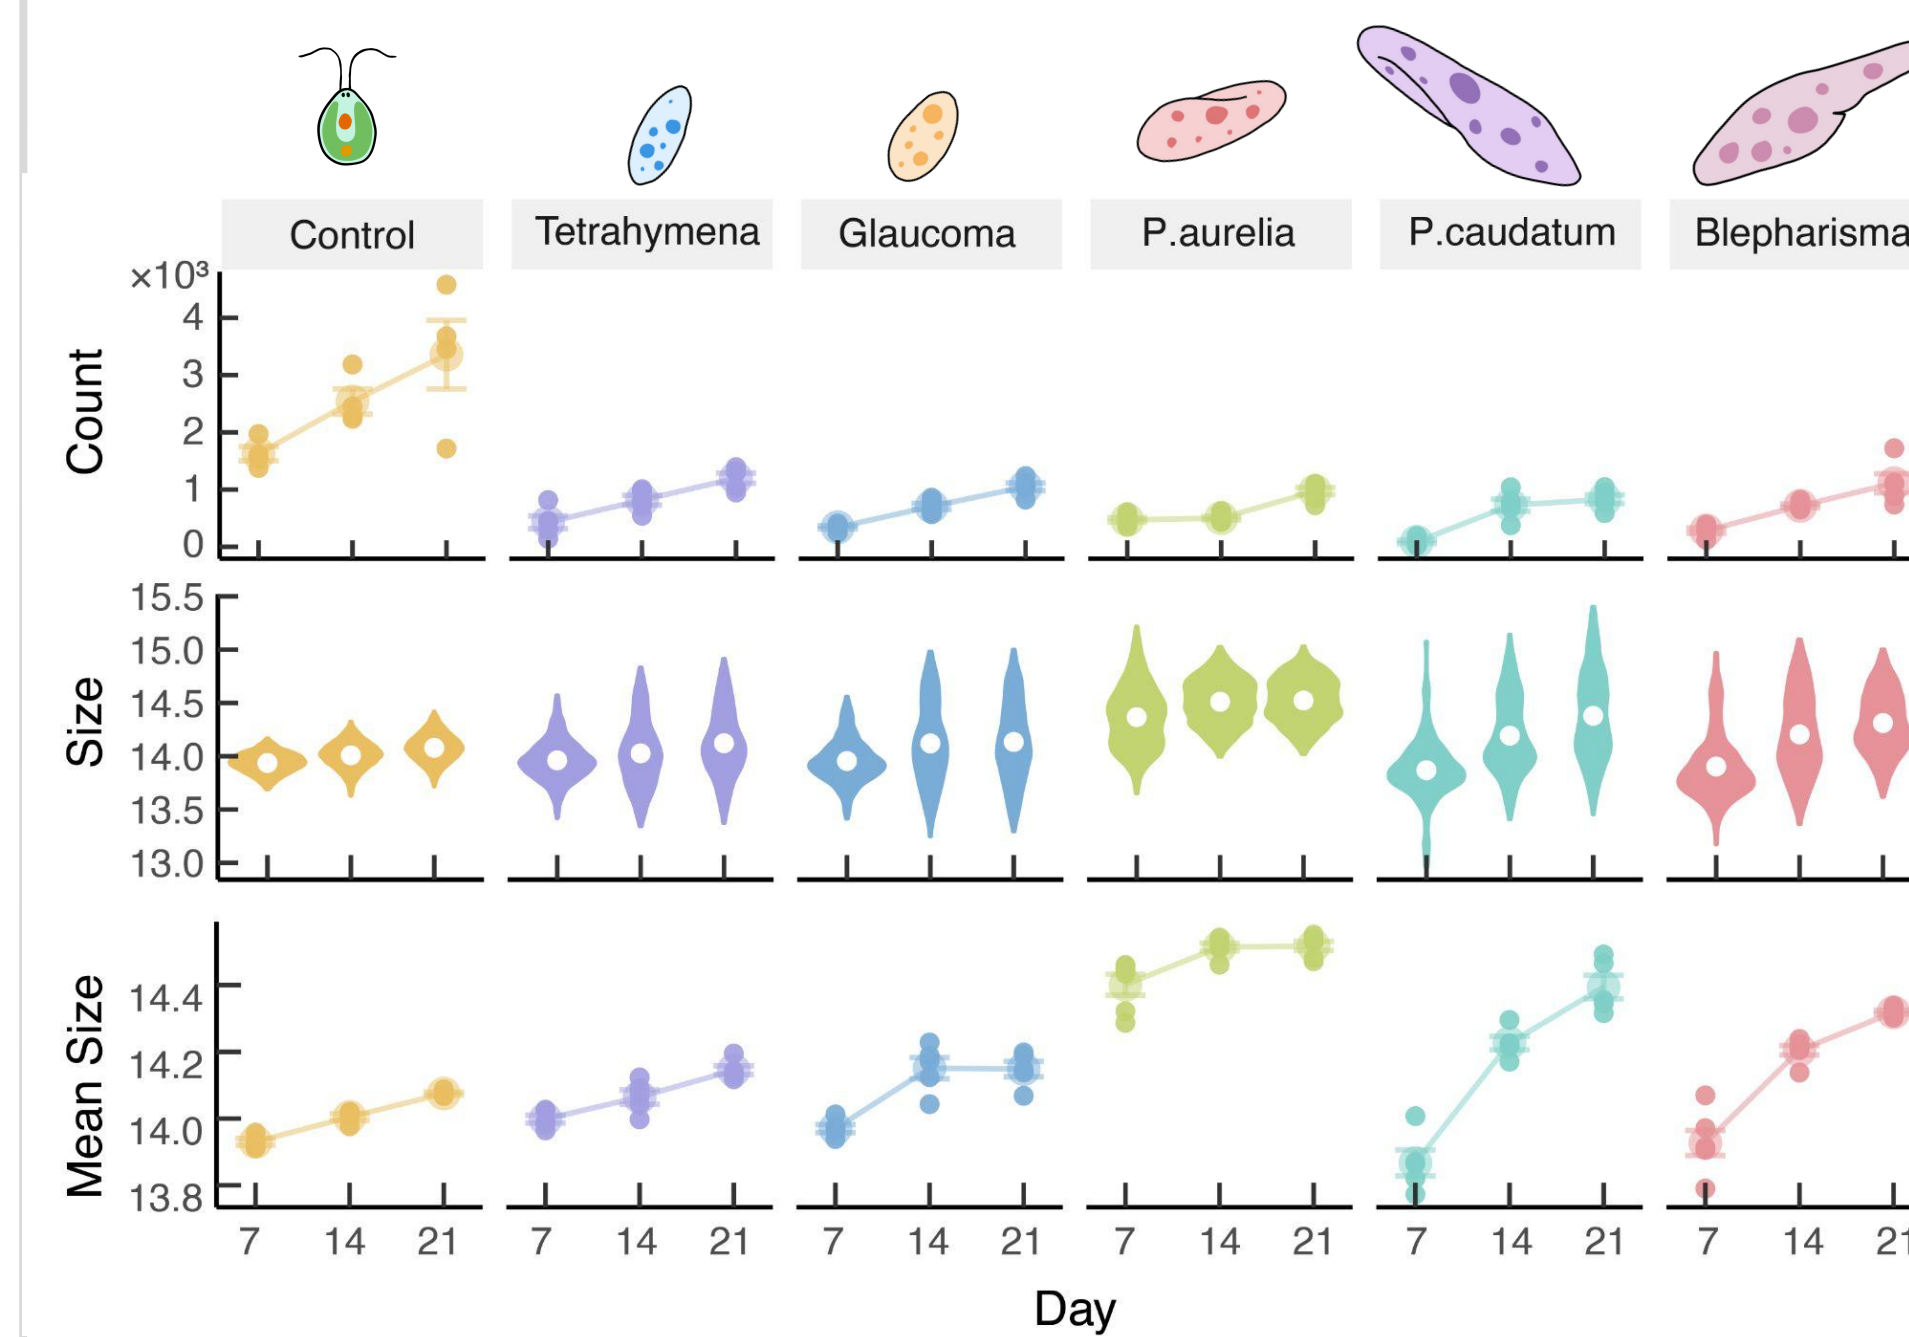 Control Tetrahymena Glaucoma P.aurelia P.caudatum Blepharisma
×10³
4
3
2
1
0
Count
15.5
15.0
14.5
14.0
13.5
13.0
Size
14.4
14.2
14.0
13.8
Mean Size
7 14 21 7 14 21 7 14 21 7 14 21 7 14 21 7 14 21
Day